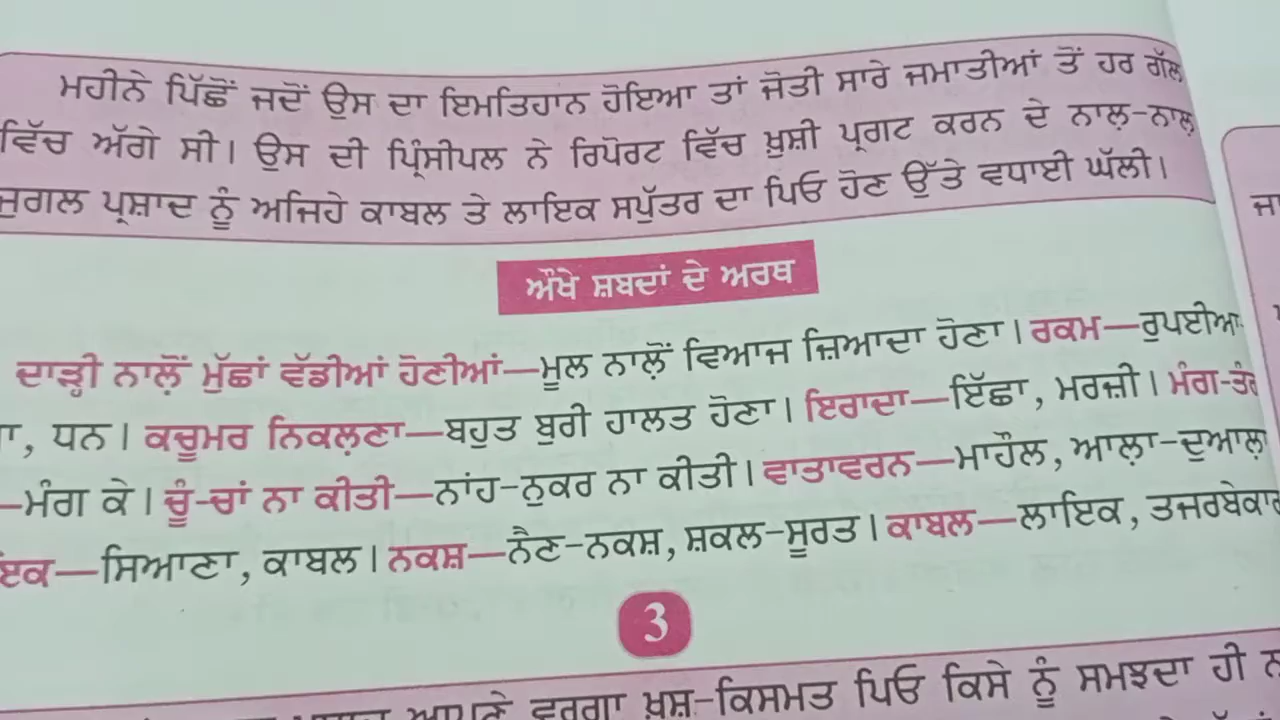 ਮਹੀਨੇ ਪਿੱਛੋਂ ਜਦੋਂ ਉਸ ਦਾ ਇਮਤਿਹਾਨ ਹੋਇਆ ਤਾਂ ਜੋਤੀ ਸਾਰੇ ਜਮਾਤੀਆਂ ਤੋਂ ਹਰ ਗੱਲ
ਵਿੱਚ ਅੱਗੇ ਸੀ। ਉਸ ਦੀ ਪ੍ਰਿੰਸੀਪਲ ਨੇ ਰਿਪੋਰਟ ਵਿੱਚ ਖ਼ੁਸ਼ੀ ਪ੍ਰਗਟ ਕਰਨ ਦੇ ਨਾਲ਼-ਨਾਲ਼
ਜੁਗਲ ਪ੍ਰਸ਼ਾਦ ਨੂੰ ਅਜਿਹੇ ਕਾਬਲ ਤੇ ਲਾਇਕ ਸਪੁੱਤਰ ਦਾ ਪਿਓ ਹੋਣ ਉੱਤੇ ਵਧਾਈ ਘੱਲੀ।
ਔਖੇ ਸ਼ਬਦਾਂ ਦੇ ਅਰਥ
ਦਾੜ੍ਹੀ ਨਾਲ਼ੋਂ ਮੁੱਛਾਂ ਵੱਡੀਆਂ ਹੋਣੀਆਂ—ਮੂਲ ਨਾਲ਼ੋਂ ਵਿਆਜ ਜ਼ਿਆਦਾ ਹੋਣਾ। ਰਕਮ—ਰੁਪਈਆ
, ਧਨ। ਕਚੂਮਰ ਨਿਕਲ਼ਣਾ—ਬਹੁਤ ਬੁਰੀ ਹਾਲਤ ਹੋਣਾ। ਇਰਾਦਾ—ਇੱਛਾ, ਮਰਜ਼ੀ। ਮੰਗ-ਤੰਗ
—ਮੰਗ ਕੇ। ਚੂੰ-ਚਾਂ ਨਾ ਕੀਤੀ—ਨਾਂਹ-ਨੁਕਰ ਨਾ ਕੀਤੀ। ਵਾਤਾਵਰਨ—ਮਾਹੌਲ, ਆਲ਼ਾ-ਦੁਆਲ਼ਾ
—ਸਿਆਣਾ, ਕਾਬਲ। ਨਕਸ਼—ਨੈਣ-ਨਕਸ਼, ਸ਼ਕਲ-ਸੂਰਤ। ਕਾਬਲ—ਲਾਇਕ, ਤਜਰਬੇਕਾਰ
3
ਵਰਗਾ ਖ਼ੁਸ਼-ਕਿਸਮਤ ਪਿਓ ਕਿਸੇ ਨੂੰ ਸਮਝਦਾ ਹੀ